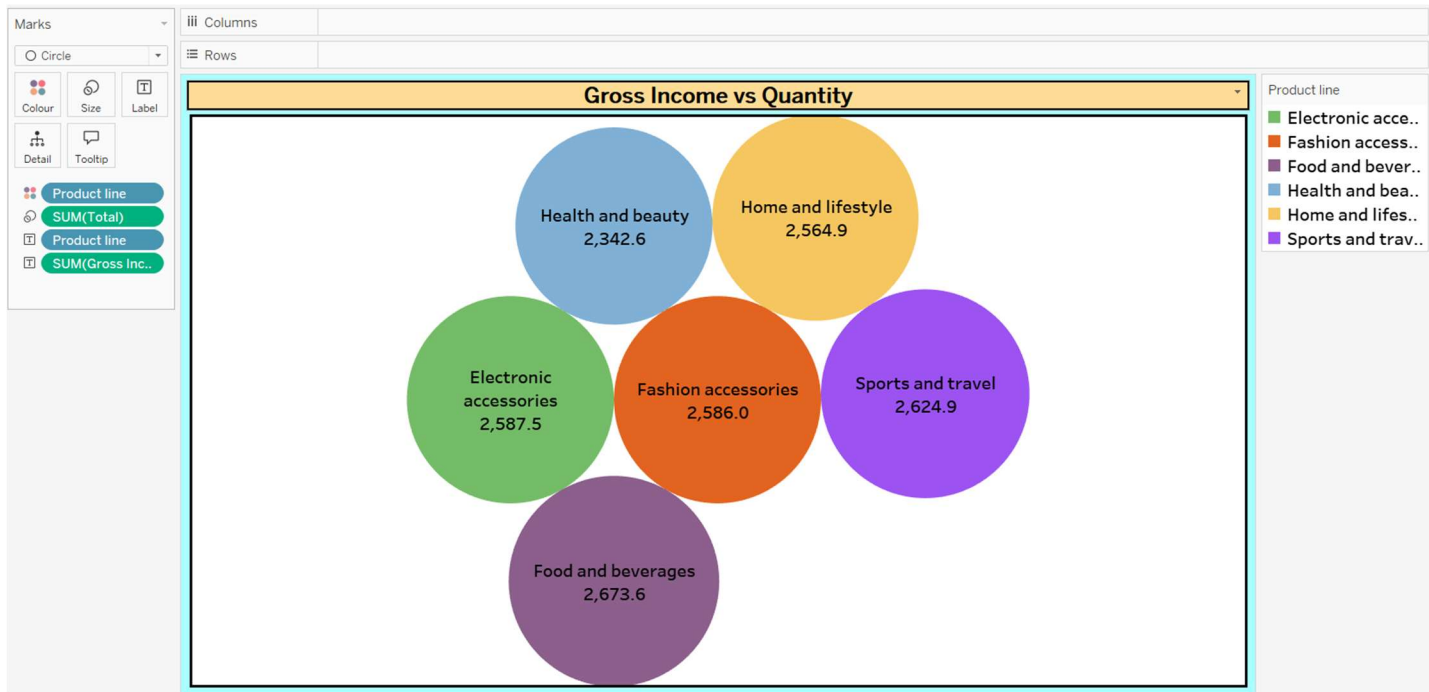 Marks
Circle
Colour
Size
Label
Detail
Tooltip
Product line
SUM(Total)
Product line
SUM(Gross Inc..
Columns
Rows
Gross Income vs Quantity
Health and beauty
2,342.6
Home and lifestyle
2,564.9
Electronic
accessories
2,587.5
Fashion accessories
2,586.0
Sports and travel
2,624.9
Food and beverages
2,673.6
Product line
Electronic acce..
Fashion access..
Food and bever..
Health and bea..
Home and lifes..
Sports and trav..